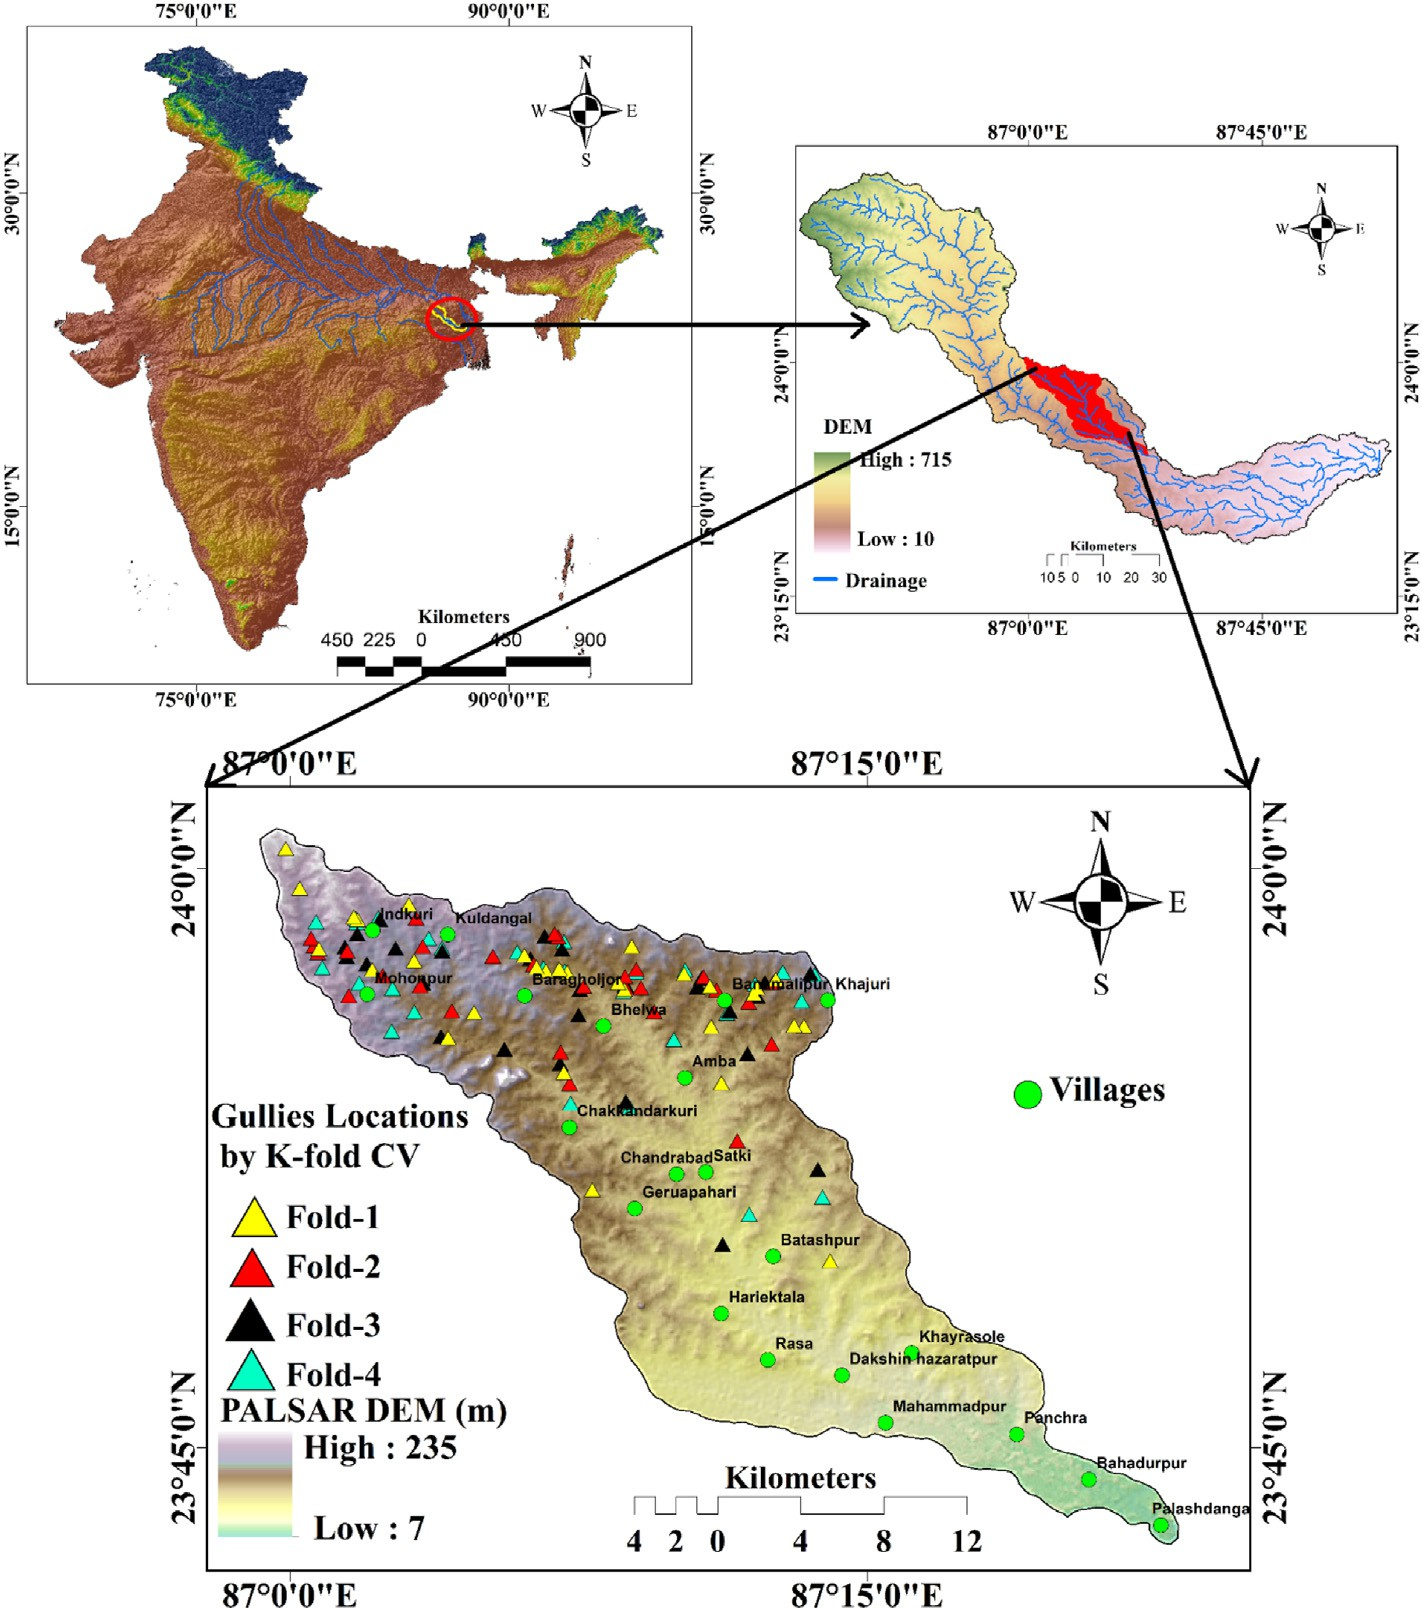 75°0'0"E 90°0'0"E
N
W E
S
30°0'0"N 30°0'0"N
15°0'0"N 15°0'0"N
Kilometers
450 225 0 450 900
75°0'0"E 90°0'0"E
87°0'0"E 87°45'0"E
N
W E
S
24°0'0"N 24°0'0"N
DEM
High : 715
Low : 10
Drainage
Kilometers
10 5 0 10 20 30
23°15'0"N 23°15'0"N
87°0'0"E 87°45'0"E
87°0'0"E 87°15'0"E
24°0'0"N 24°0'0"N
N
W E
S
Indkuri
Kuldangal
Mohonpur
Baragholjor
Banmalipur Khajuri
Bhelwa
Amba
Chakkandarkuri
Chandrabad Satki
Geruapahari
Batashpur
Harlektala
Rasa
Khayrasole
Dakshin hazaratpur
Mahammadpur
Panchra
Bahadurpur
Palashdanga
Villages
Gullies Locations
by K-fold CV
Fold-1
Fold-2
Fold-3
Fold-4
PALSAR DEM (m)
High : 235
Low : 7
Kilometers
4 2 0 4 8 12
23°45'0"N 23°45'0"N
87°0'0"E 87°15'0"E